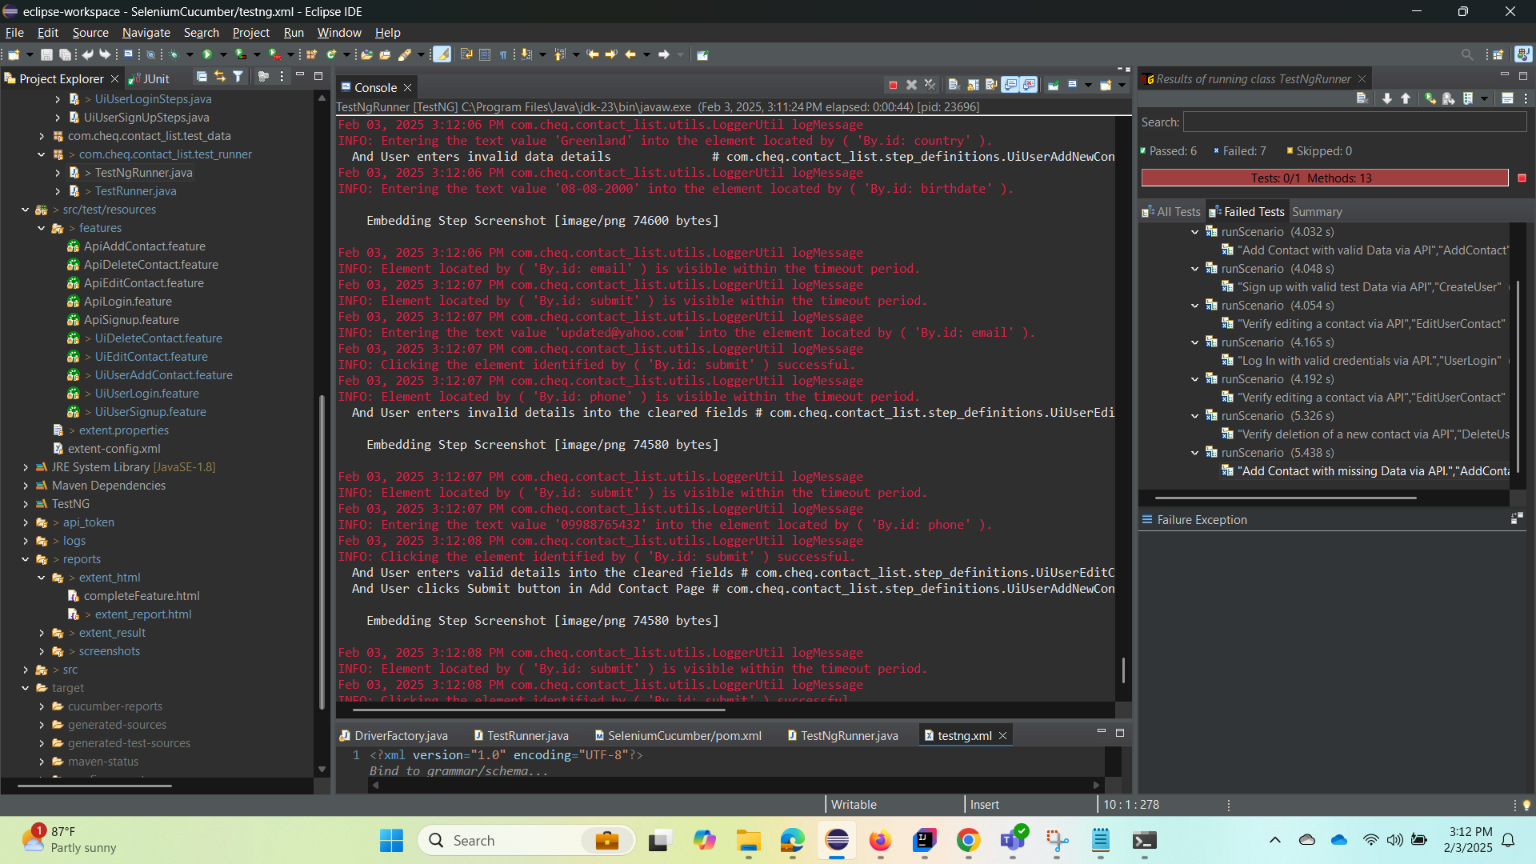 eclipse-workspace - SeleniumCucumber/testng.xml - Eclipse IDE
File Edit Source Navigate Search Project Run Window Help
Project Explorer
JUnit
> UiUserLoginSteps.java
UiUserSignUpSteps.java
com.cheq.contact_list.test_data
> com.cheq.contact_list.test_runner
> TestNgRunner.java
> TestRunner.java
> src/test/resources
> features
ApiAddContact.feature
ApiDeleteContact.feature
ApiEditContact.feature
ApiLogin.feature
ApiSignup.feature
> UiDeleteContact.feature
> UiEditContact.feature
> UiUserAddContact.feature
> UiUserLogin.feature
> UiUserSignup.feature
> extent.properties
extent-config.xml
JRE System Library [JavaSE-1.8]
Maven Dependencies
TestNG
> api_token
> logs
> reports
> extent_html
completeFeature.html
> extent_report.html
> extent_result
> screenshots
> src
target
cucumber-reports
generated-sources
generated-test-sources
maven-status
Console
TestNgRunner [TestNG] C:\Program Files\Java\jdk-23\bin\javaw.exe (Feb 3, 2025, 3:11:24 PM elapsed: 0:00:44) [pid: 23696]
Feb 03, 2025 3:12:06 PM com.cheq.contact_list.utils.LoggerUtil logMessage
INFO: Entering the text value 'Greenland' into the element located by ( 'By.id: country' ).
And User enters invalid data details # com.cheq.contact_list.step_definitions.UiUserAddNewCon
Feb 03, 2025 3:12:06 PM com.cheq.contact_list.utils.LoggerUtil logMessage
INFO: Entering the text value '08-08-2000' into the element located by ( 'By.id: birthdate' ).
Embedding Step Screenshot [image/png 74600 bytes]
Feb 03, 2025 3:12:06 PM com.cheq.contact_list.utils.LoggerUtil logMessage
INFO: Element located by ( 'By.id: email' ) is visible within the timeout period.
Feb 03, 2025 3:12:07 PM com.cheq.contact_list.utils.LoggerUtil logMessage
INFO: Element located by ( 'By.id: submit' ) is visible within the timeout period.
Feb 03, 2025 3:12:07 PM com.cheq.contact_list.utils.LoggerUtil logMessage
INFO: Entering the text value 'updated@yahoo.com' into the element located by ( 'By.id: email' ).
Feb 03, 2025 3:12:07 PM com.cheq.contact_list.utils.LoggerUtil logMessage
INFO: Clicking the element identified by ( 'By.id: submit' ) successful.
Feb 03, 2025 3:12:07 PM com.cheq.contact_list.utils.LoggerUtil logMessage
INFO: Element located by ( 'By.id: phone' ) is visible within the timeout period.
And User enters invalid details into the cleared fields # com.cheq.contact_list.step_definitions.UiUserEdi
Embedding Step Screenshot [image/png 74580 bytes]
Feb 03, 2025 3:12:07 PM com.cheq.contact_list.utils.LoggerUtil logMessage
INFO: Element located by ( 'By.id: submit' ) is visible within the timeout period.
Feb 03, 2025 3:12:07 PM com.cheq.contact_list.utils.LoggerUtil logMessage
INFO: Entering the text value '09988765432' into the element located by ( 'By.id: phone' ).
Feb 03, 2025 3:12:08 PM com.cheq.contact_list.utils.LoggerUtil logMessage
INFO: Clicking the element identified by ( 'By.id: submit' ) successful.
And User enters valid details into the cleared fields # com.cheq.contact_list.step_definitions.UiUserEditC
And User clicks Submit button in Add Contact Page # com.cheq.contact_list.step_definitions.UiUserAddNewCon
Embedding Step Screenshot [image/png 74580 bytes]
Feb 03, 2025 3:12:08 PM com.cheq.contact_list.utils.LoggerUtil logMessage
INFO: Element located by ( 'By.id: submit' ) is visible within the timeout period.
Feb 03, 2025 3:12:08 PM com.cheq.contact_list.utils.LoggerUtil logMessage
INFO: Clicking the element identified by ( 'By.id: submit' ) successful
DriverFactory.java
TestRunner.java
SeleniumCucumber/pom.xml
TestNgRunner.java
testng.xml
1 <?xml version="1.0" encoding="UTF-8"?>
Bind to grammar/schema...
Results of running class TestNgRunner
Search:
Passed: 6 Failed: 7 Skipped: 0
Tests: 0/1 Methods: 13
All Tests Failed Tests Summary
runScenario (4.032 s)
"Add Contact with valid Data via API","AddContact"
runScenario (4.048 s)
"Sign up with valid test Data via API","CreateUser"
runScenario (4.054 s)
"Verify editing a contact via API","EditUserContact"
runScenario (4.165 s)
"Log In with valid credentials via API.","UserLogin"
runScenario (4.192 s)
"Verify editing a contact via API","EditUserContact"
runScenario (5.326 s)
"Verify deletion of a new contact via API","DeleteUs
runScenario (5.438 s)
"Add Contact with missing Data via API.","AddConta
Failure Exception
Writable
Insert
10 : 1 : 278
1
87°F
Partly sunny
Search
3:12 PM
2/3/2025